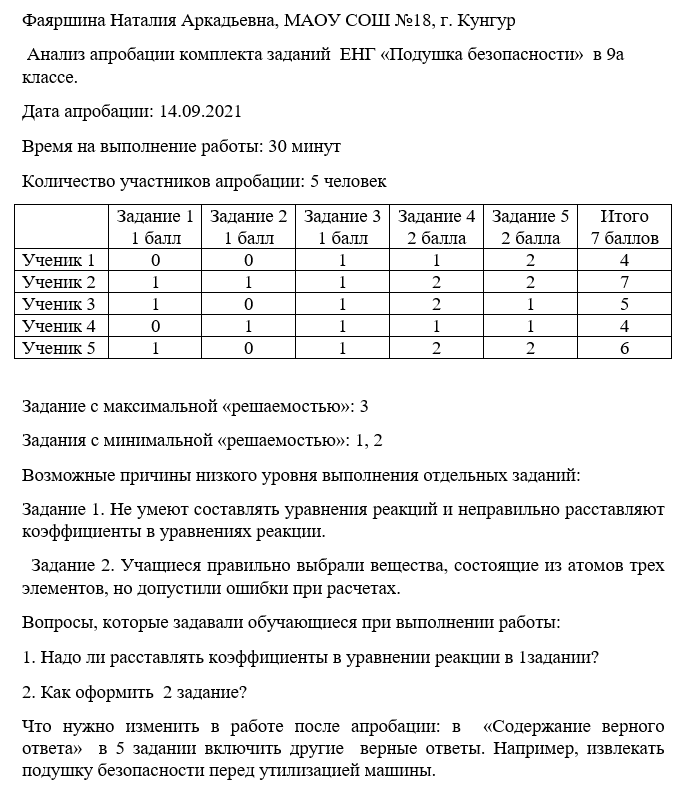 Фаяршина Наталия Аркадьевна, МАОУ СОШ №18, г. Кунгур
Анализ апробации комплекта заданий ЕНГ «Подушка безопасности» в 9а
классе.
Дата апробации: 14.09.2021
Время на выполнение работы: 30 минут
Количество участников апробации: 5 человек
Задание 1 Задание 2 Задание 3 Задание 4 Задание 5 Итого
1 балл 1 балл 1 балл 2 балла 2 балла 7 баллов
Ученик 1 0 0 1 1 2 4
Ученик 2 1 1 1 2 2 7
Ученик 3 1 0 1 2 1 5
Ученик 4 0 1 1 1 1 4
Ученик 5 1 0 1 2 2 6
Задание с максимальной «решаемостью»: 3
Задания с минимальной «решаемостью»: 1, 2
Возможные причины низкого уровня выполнения отдельных заданий:
Задание 1. Не умеют составлять уравнения реакций и неправильно расставляют
коэффициенты в уравнениях реакции.
Задание 2. Учащиеся правильно выбрали вещества, состоящие из атомов трех
элементов, но допустили ошибки при расчетах.
Вопросы, которые задавали обучающиеся при выполнении работы:
1. Надо ли расставлять коэффициенты в уравнении реакции в 1задании?
2. Как оформить 2 задание?
Что нужно изменить в работе после апробации: в «Содержание верного
ответа» в 5 задании включить другие верные ответы. Например, извлекать
подушку безопасности перед утилизацией машины.